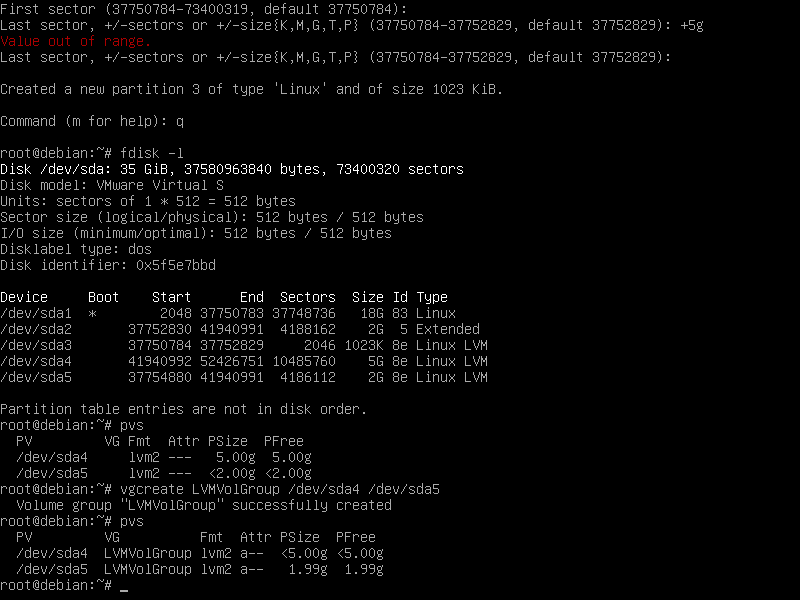 First sector (37750784-73400319, default 37750784):
Last sector, +/-sectors or +/-size{K,M,G,T,P} (37750784-37752829, default 37752829): +5g
Value out of range.
Last sector, +/-sectors or +/-size{K,M,G,T,P} (37750784-37752829, default 37752829):
Created a new partition 3 of type 'Linux' and of size 1023 KiB.
Command (m for help): q
root@debian:~# fdisk -l
Disk /dev/sda: 35 GiB, 37580963840 bytes, 73400320 sectors
Disk model: VMware Virtual S
Units: sectors of 1 * 512 = 512 bytes
Sector size (logical/physical): 512 bytes / 512 bytes
I/O size (minimum/optimal): 512 bytes / 512 bytes
Disklabel type: dos
Disk identifier: 0x5f5e7bbd
Device     Boot    Start      End  Sectors  Size Id Type
/dev/sda1  *        2048 37750783 37748736   18G 83 Linux
/dev/sda2       37752830 41940991  4188162    2G  5 Extended
/dev/sda3       37750784 37752829     2046 1023K 8e Linux LVM
/dev/sda4       41940992 52426751 10485760    5G 8e Linux LVM
/dev/sda5       37754880 41940991  4186112    2G 8e Linux LVM
Partition table entries are not in disk order.
root@debian:~# pvs
  PV         VG Fmt  Attr PSize  PFree
  /dev/sda4     lvm2 ---   5.00g  5.00g
  /dev/sda5     lvm2 ---  <2.00g <2.00g
root@debian:~# vgcreate LVMVolGroup /dev/sda4 /dev/sda5
  Volume group "LVMVolGroup" successfully created
root@debian:~# pvs
  PV         VG          Fmt  Attr PSize  PFree
  /dev/sda4  LVMVolGroup lvm2 a--  <5.00g <5.00g
  /dev/sda5  LVMVolGroup lvm2 a--   1.99g  1.99g
root@debian:~# _